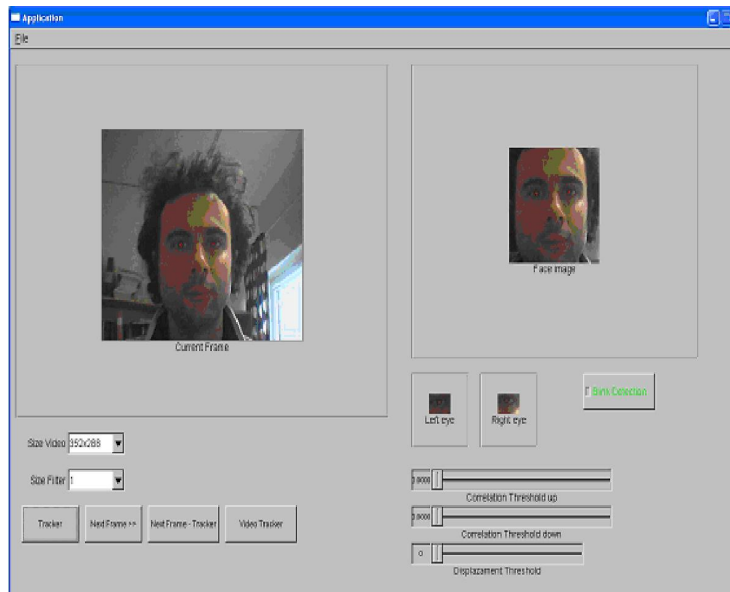 Application
File
Current Frame
Face image
Left eye
Right eye
Blink Detection
Size Video 352x288
Size Filter 1
Tracker
Next Frame >>
Next Frame - Tracker
Video Tracker
Correlation Threshold up
Correlation Threshold down
0
Displazament Threshold